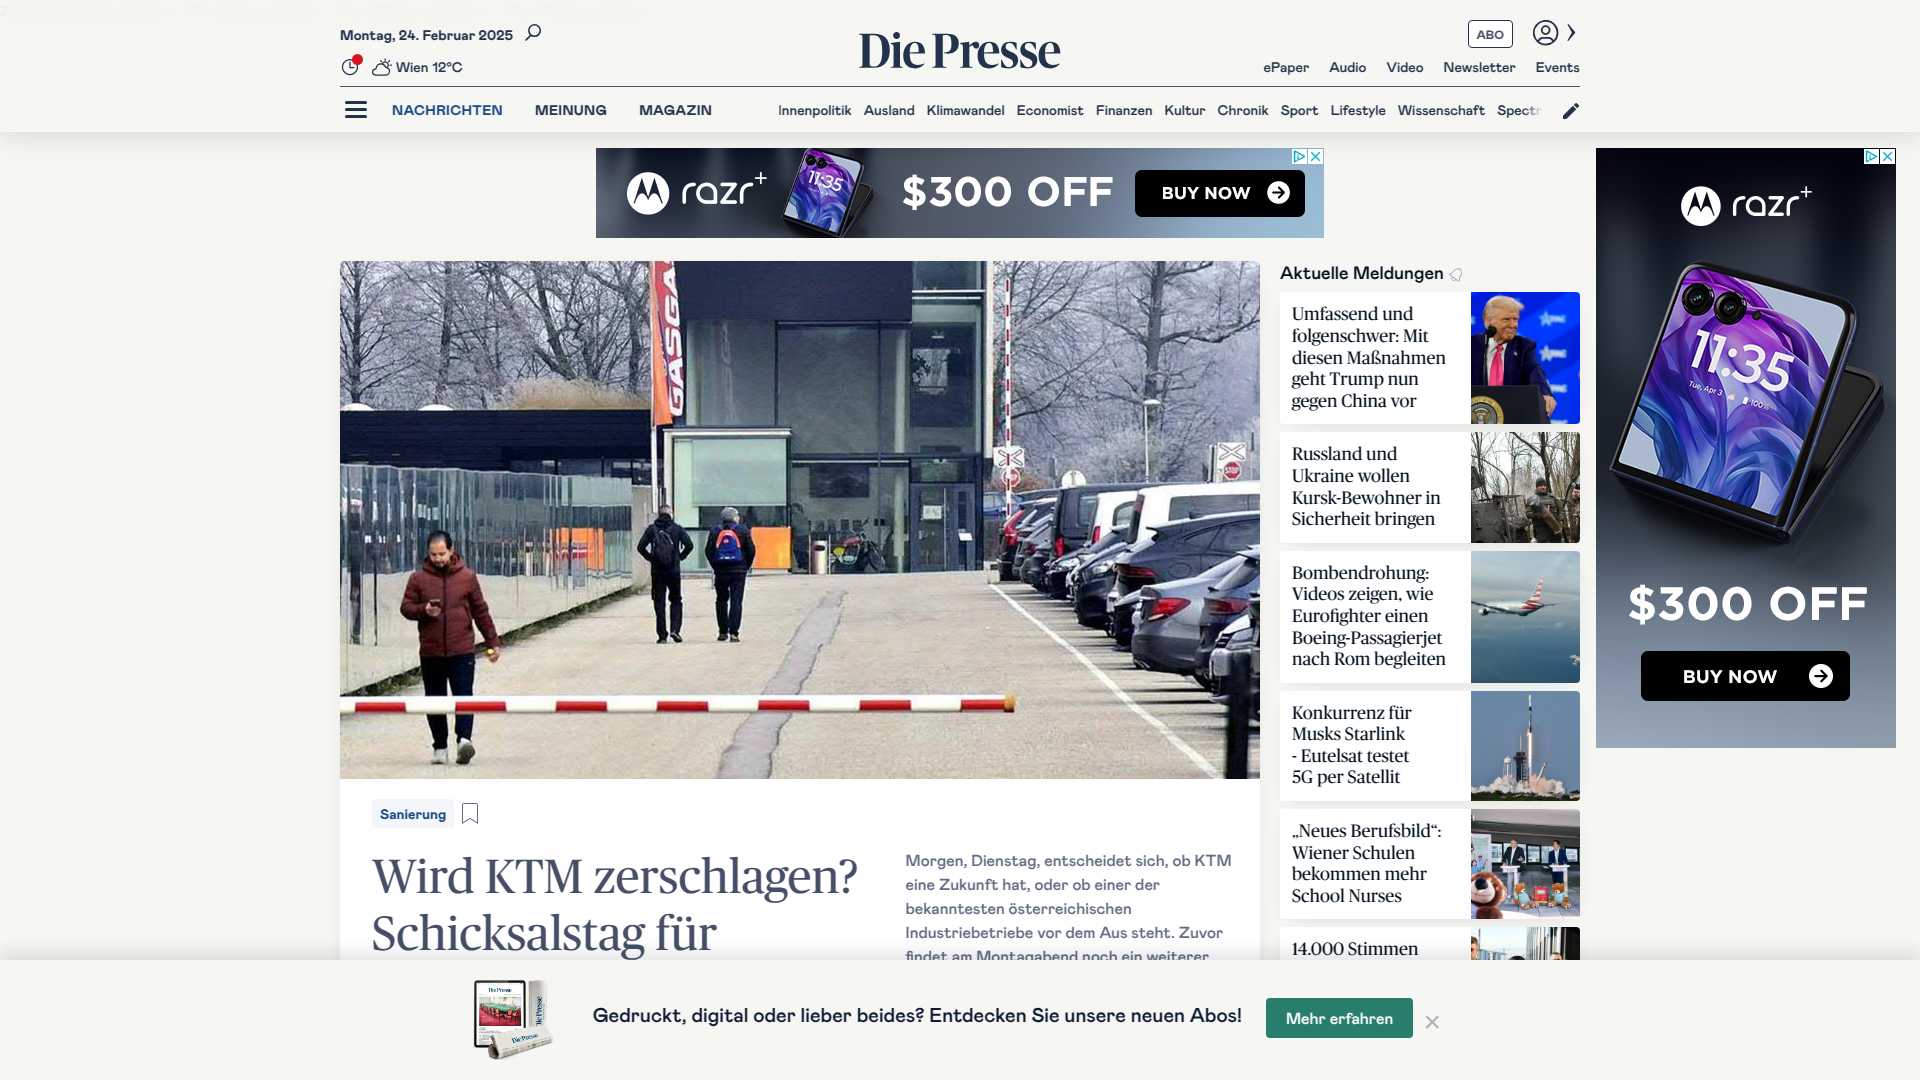 Montag, 24. Februar 2025
Wien 12°C
Die Presse
ABO
ePaper Audio Video Newsletter Events
NACHRICHTEN MEINUNG MAGAZIN
Innenpolitik Ausland Klimawandel Economist Finanzen Kultur Chronik Sport Lifestyle Wissenschaft Spectr
razr+ 11:35 $300 OFF BUY NOW
GASGA
STOP
Sanierung
Wird KTM zerschlagen?
Schicksalstag für
Morgen, Dienstag, entscheidet sich, ob KTM
eine Zukunft hat, oder ob einer der
bekanntesten österreichischen
Industriebetriebe vor dem Aus steht. Zuvor
findet am Montagabend noch ein weiterer
Aktuelle Meldungen
Umfassend und
folgenschwer: Mit
diesen Maßnahmen
geht Trump nun
gegen China vor
Russland und
Ukraine wollen
Kursk-Bewohner in
Sicherheit bringen
Bombendrohung:
Videos zeigen, wie
Eurofighter einen
Boeing-Passagierjet
nach Rom begleiten
Konkurrenz für
Musks Starlink
- Eutelsat testet
5G per Satellit
„Neues Berufsbild“:
Wiener Schulen
bekommen mehr
School Nurses
14.000 Stimmen
razr+
11:35
Tue, Apr 3 100%
$300 OFF
BUY NOW
Die Presse
Die Presse
Die Presse
Gedruckt, digital oder lieber beides? Entdecken Sie unsere neuen Abos!
Mehr erfahren